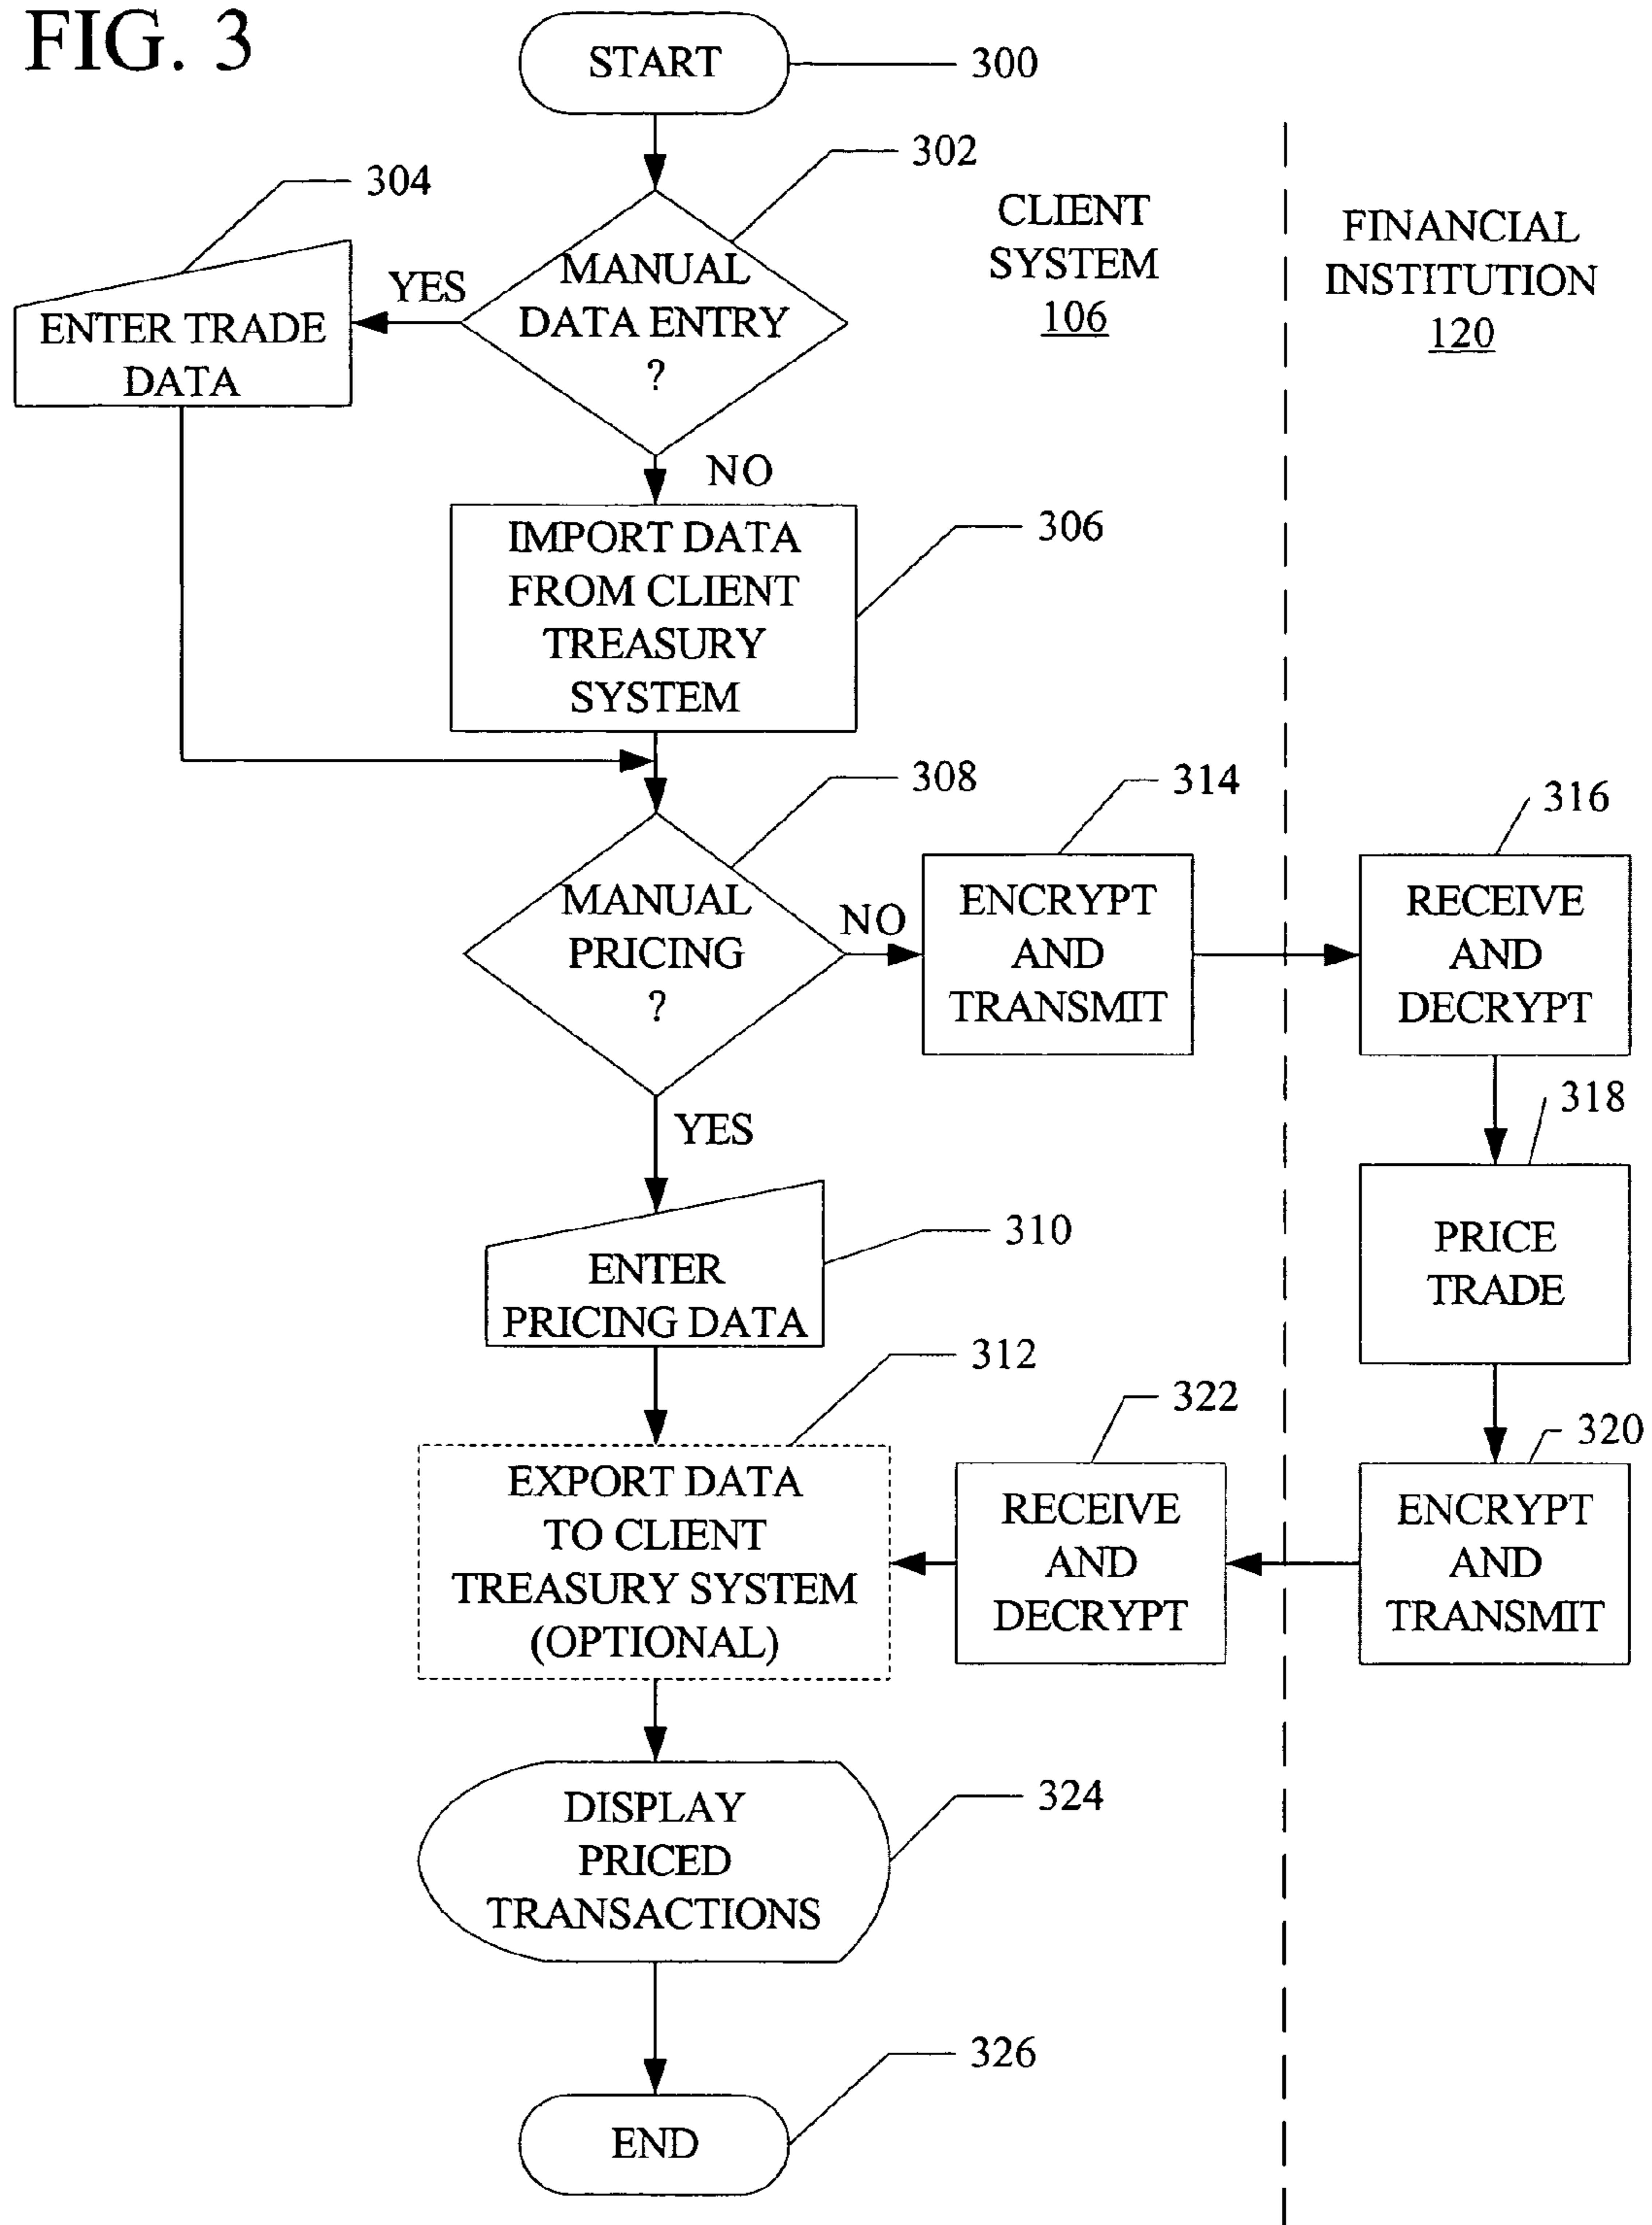 FIG. 3
START
300
302
304
CLIENT
SYSTEM
106
FINANCIAL
INSTITUTION
120
MANUAL
DATA ENTRY
?
YES
ENTER TRADE
DATA
NO
IMPORT DATA
FROM CLIENT
TREASURY
SYSTEM
306
308
MANUAL
PRICING
?
NO
314
ENCRYPT
AND
TRANSMIT
316
RECEIVE
AND
DECRYPT
YES
318
PRICE
TRADE
310
ENTER
PRICING DATA
312
EXPORT DATA
TO CLIENT
TREASURY SYSTEM
(OPTIONAL)
322
RECEIVE
AND
DECRYPT
320
ENCRYPT
AND
TRANSMIT
324
DISPLAY
PRICED
TRANSACTIONS
326
END